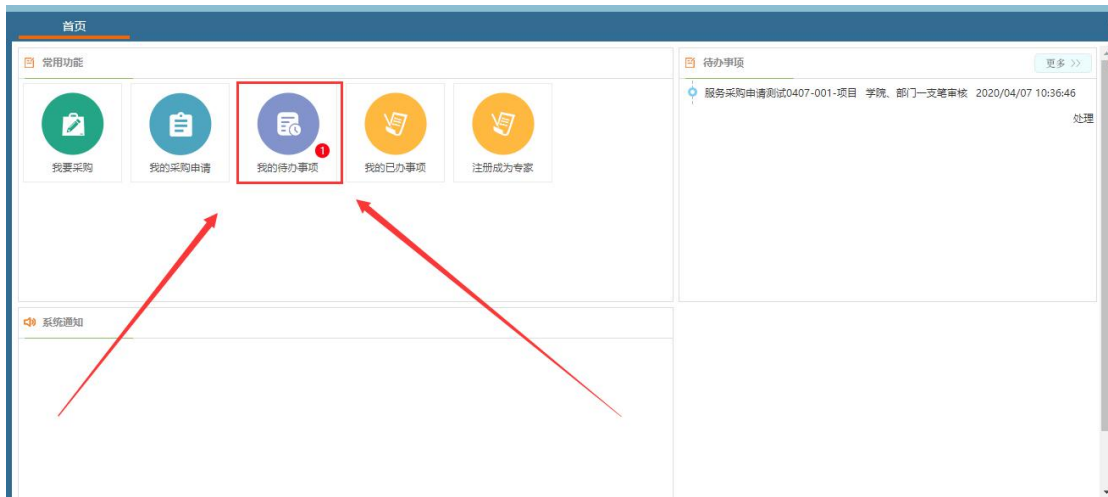 首页
常用功能
我要采购
我的采购申请
1
我的待办事项
我的已办事项
注册成为专家
待办事项
更多 >>
服务采购申请测试0407-001-项目 学院、部门一支笔审核 2020/04/07 10:36:46
处理
系统通知